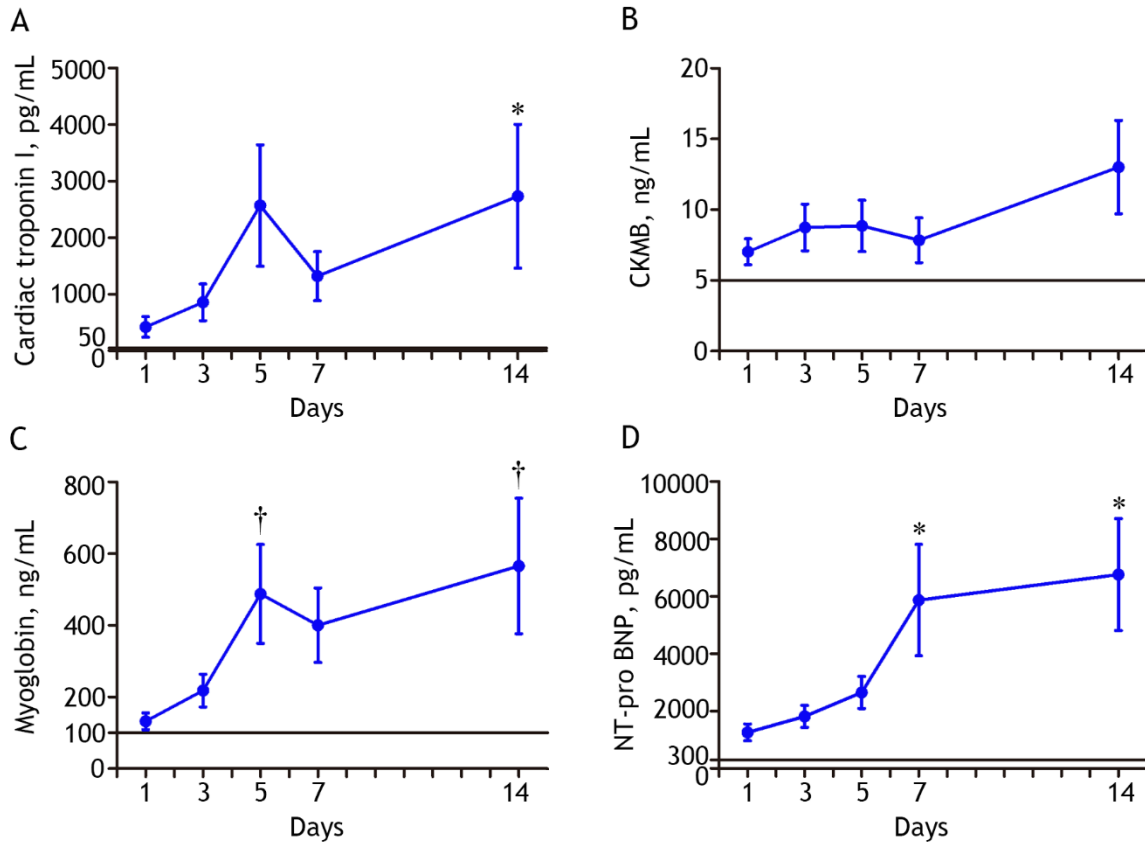 A
Cardiac troponin I, pg/mL
5000
4000
3000
2000
1000
50
0
*
1 3 5 7 14
Days
B
CKMB, ng/mL
20
15
10
5
0
1 3 5 7 14
Days
C
Myoglobin, ng/mL
800
600
400
200
100
0
†
†
1 3 5 7 14
Days
D
NT-pro BNP, pg/mL
10000
8000
6000
4000
2000
300
0
*
*
1 3 5 7 14
Days